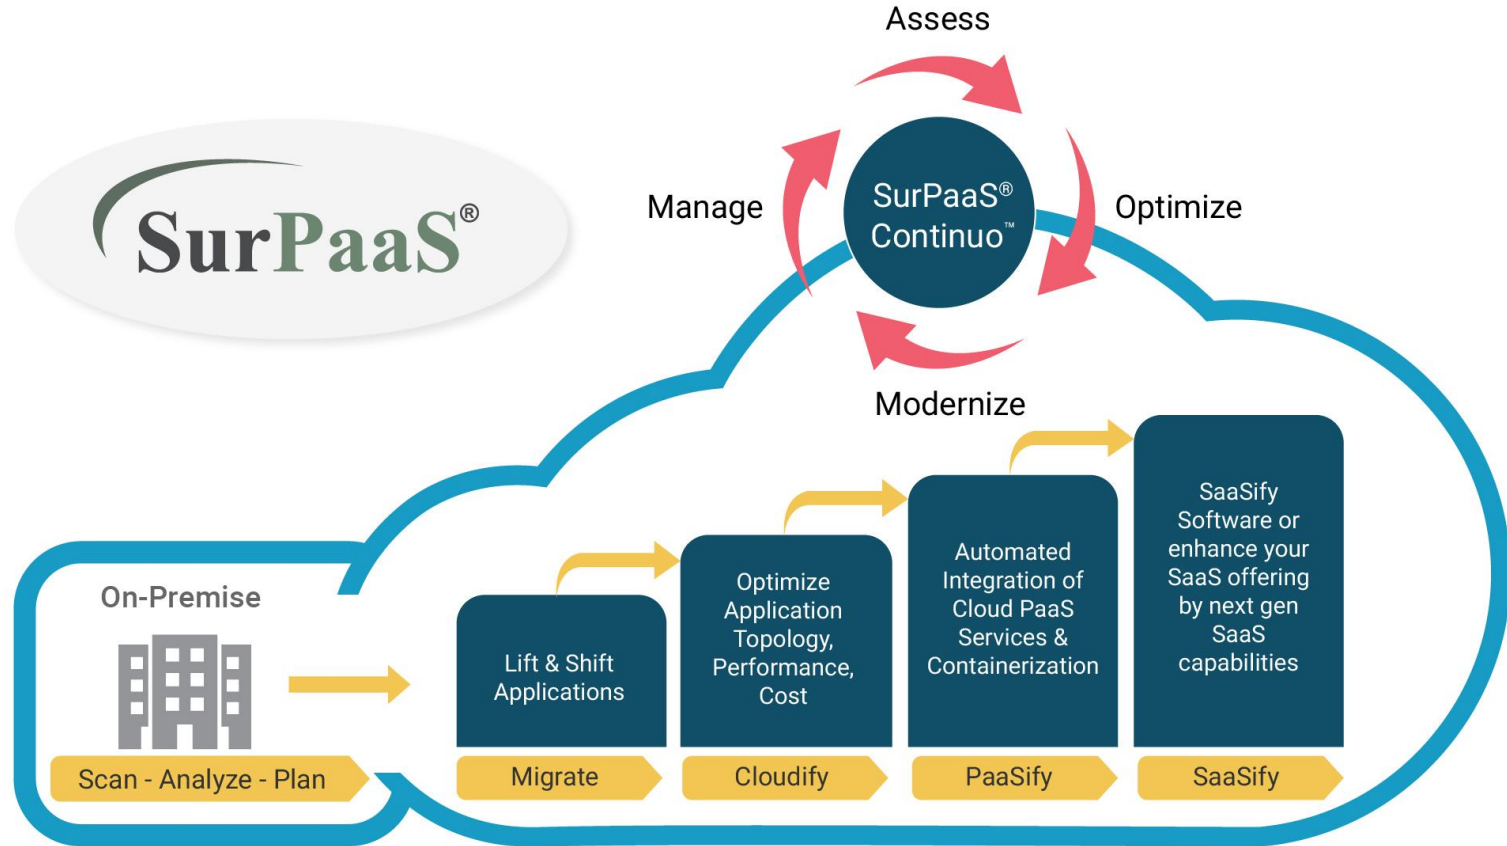 Assess
SurPaaS®
Manage
SurPaaS®
Continuo™
Optimize
Modernize
On-Premise
Scan - Analyze - Plan
Lift & Shift
Applications
Migrate
Optimize
Application
Topology,
Performance,
Cost
Cloudify
Automated
Integration of
Cloud PaaS
Services &
Containerization
PaaSify
SaaSify
Software or
enhance your
SaaS offering
by next gen
SaaS
capabilities
SaaSify